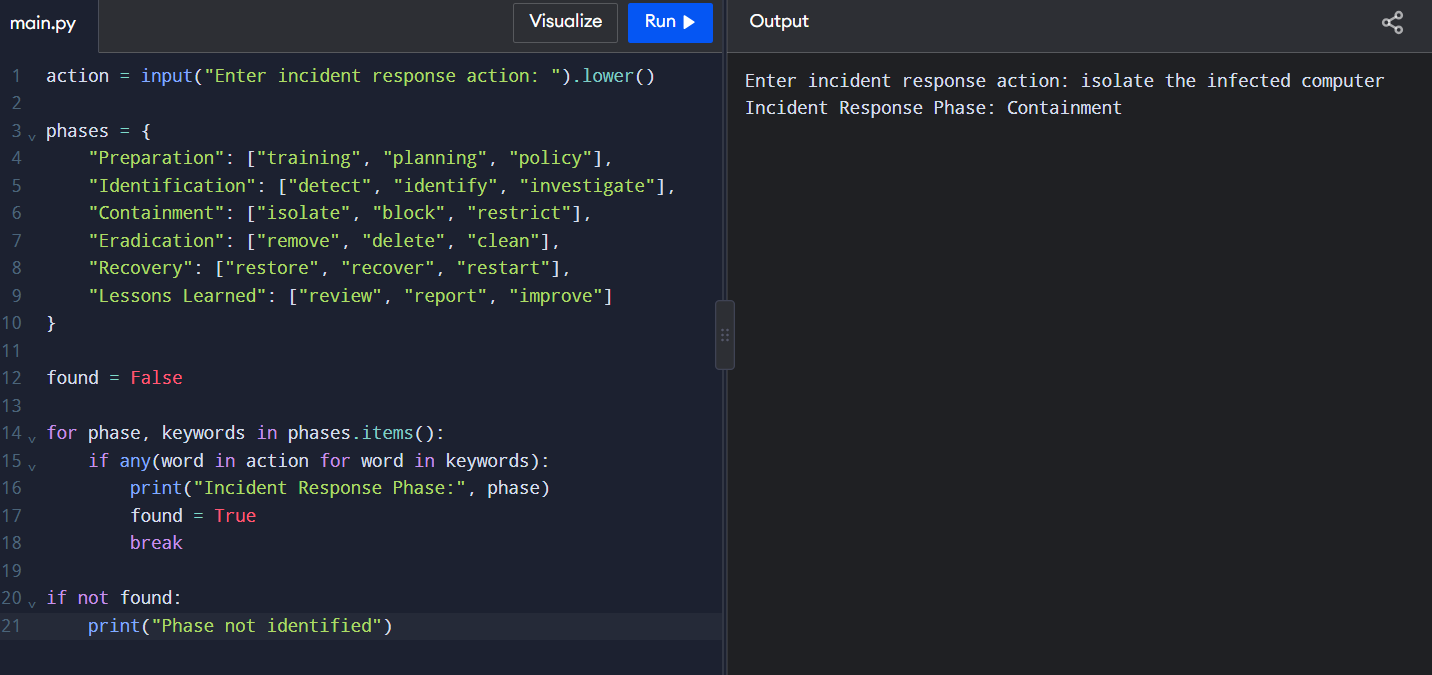 main.py
Visualize
Run
Output
1 action = input("Enter incident response action: ").lower()
2
3 phases = {
4     "Preparation": ["training", "planning", "policy"],
5     "Identification": ["detect", "identify", "investigate"],
6     "Containment": ["isolate", "block", "restrict"],
7     "Eradication": ["remove", "delete", "clean"],
8     "Recovery": ["restore", "recover", "restart"],
9     "Lessons Learned": ["review", "report", "improve"]
10 }
11
12 found = False
13
14 for phase, keywords in phases.items():
15     if any(word in action for word in keywords):
16         print("Incident Response Phase:", phase)
17         found = True
18         break
19
20 if not found:
21     print("Phase not identified")
Enter incident response action: isolate the infected computer
Incident Response Phase: Containment